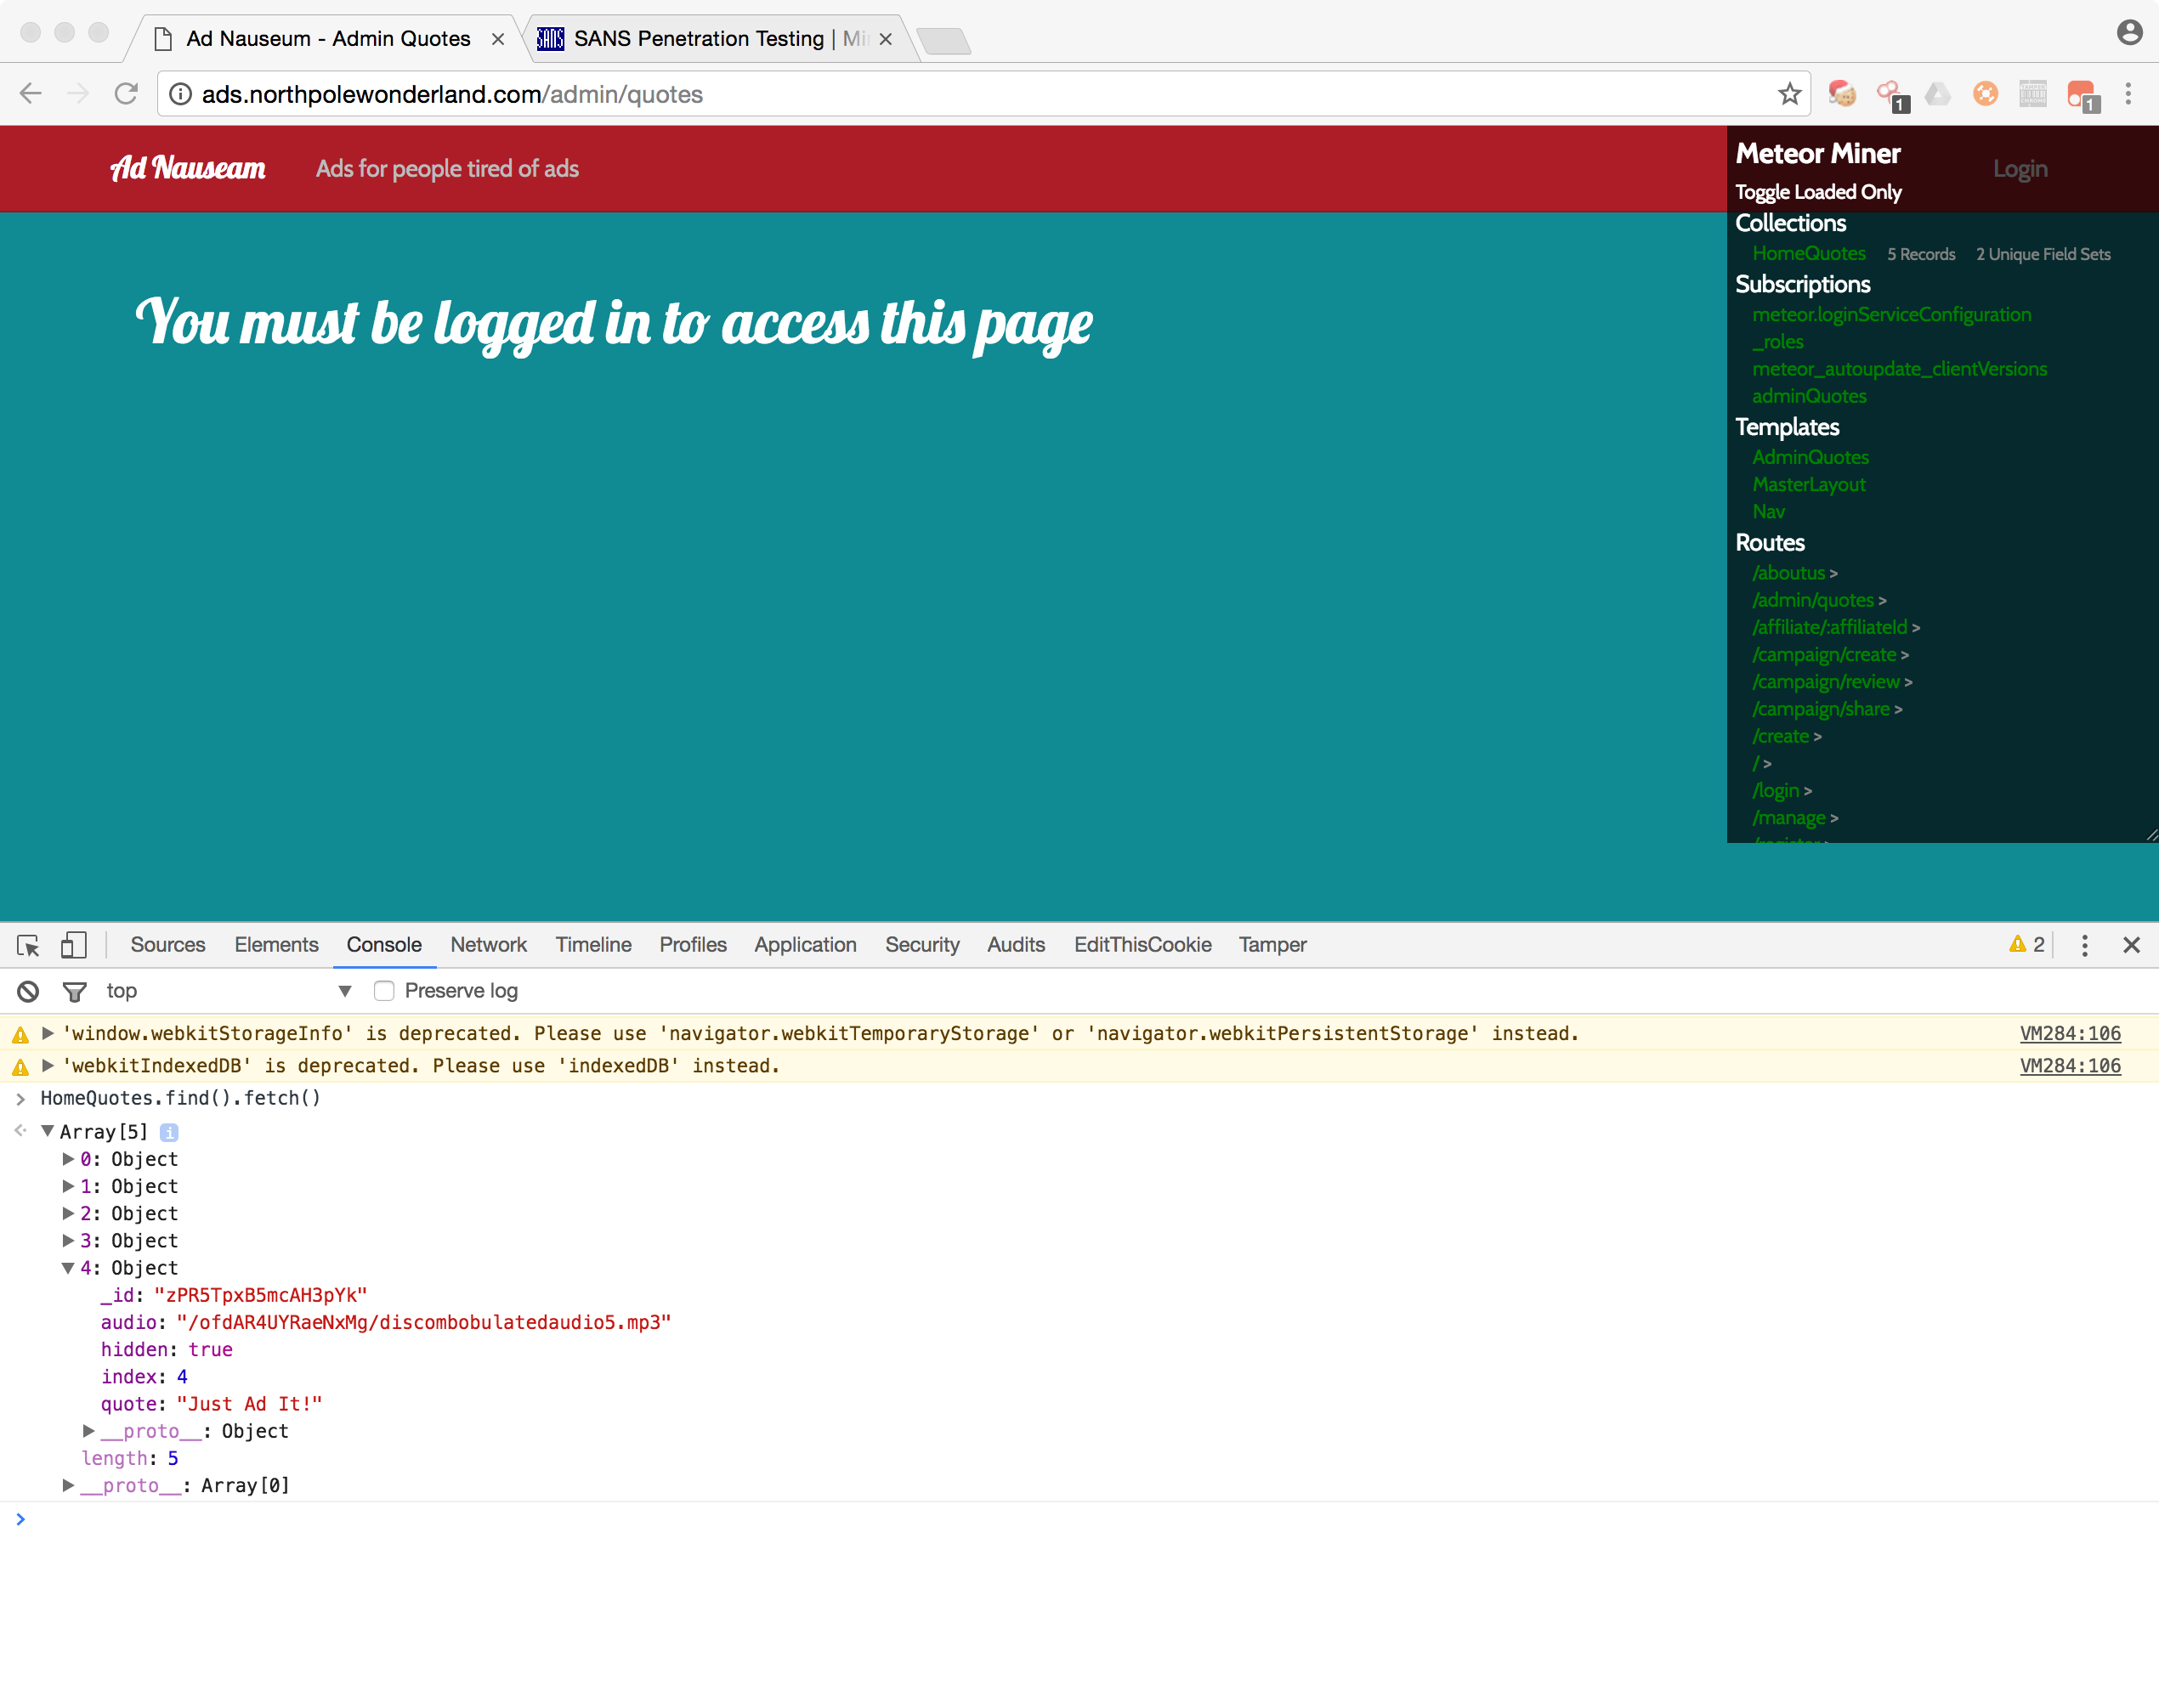 Ad Nauseum - Admin Quotes
SANS Penetration Testing | Mi
ads.northpolewonderland.com/admin/quotes
1
1
Ad Nauseam
Ads for people tired of ads
Login
You must be logged in to access this page
Meteor Miner
Toggle Loaded Only
Collections
HomeQuotes 5 Records 2 Unique Field Sets
Subscriptions
meteor.loginServiceConfiguration
_roles
meteor_autoupdate_clientVersions
adminQuotes
Templates
AdminQuotes
MasterLayout
Nav
Routes
/aboutus >
/admin/quotes >
/affiliate/:affiliateId >
/campaign/create >
/campaign/review >
/campaign/share >
/create >
/ >
/login >
/manage >
/register >
Sources Elements Console Network Timeline Profiles Application Security Audits EditThisCookie Tamper 2
top Preserve log
'window.webkitStorageInfo' is deprecated. Please use 'navigator.webkitTemporaryStorage' or 'navigator.webkitPersistentStorage' instead. VM284:106
'webkitIndexedDB' is deprecated. Please use 'indexedDB' instead. VM284:106
HomeQuotes.find().fetch()
Array[5]
0: Object
1: Object
2: Object
3: Object
4: Object
_id: "zPR5TpxB5mcAH3pYk"
audio: "/ofdAR4UYRaeNxMg/discombobulatedaudio5.mp3"
hidden: true
index: 4
quote: "Just Ad It!"
__proto__: Object
length: 5
__proto__: Array[0]